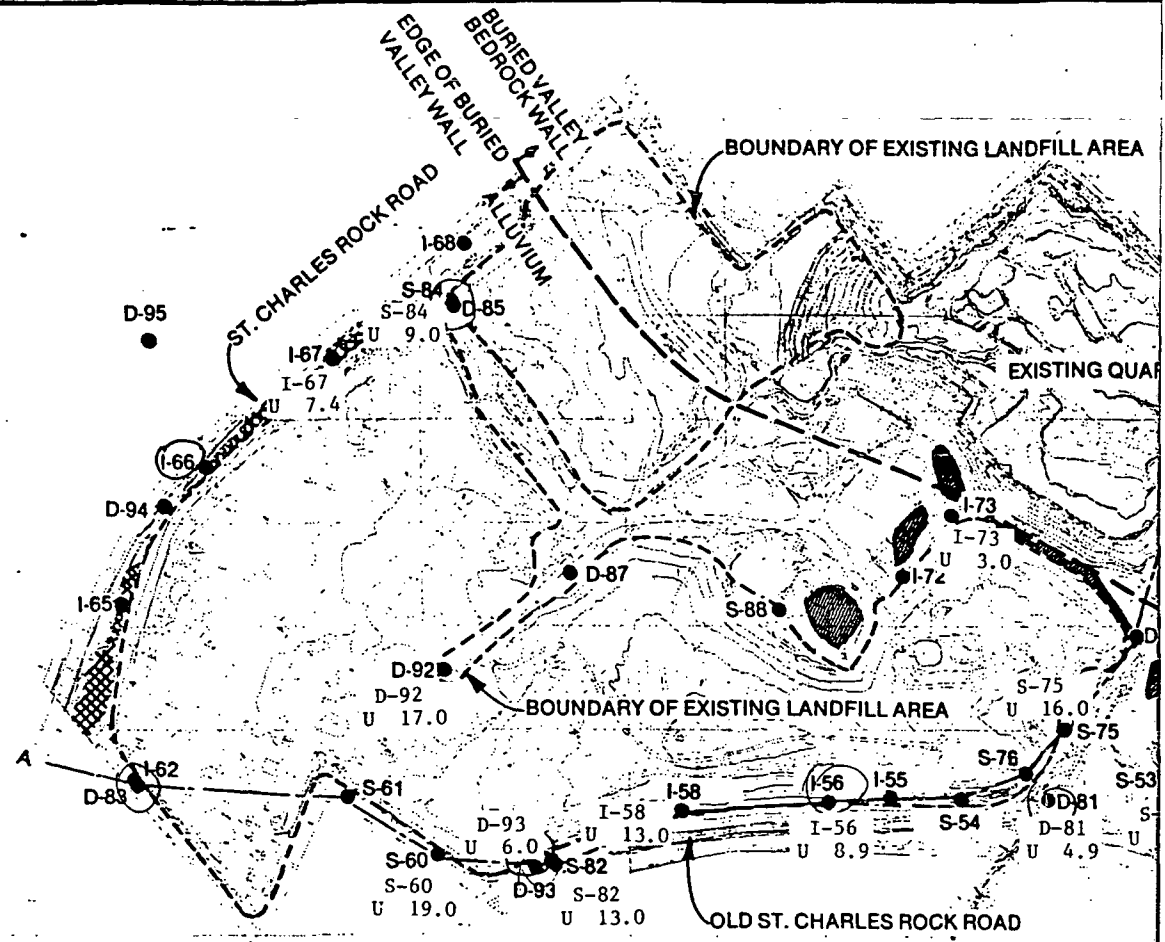 EDGE OF BURIED
VALLEY WALL
BURIED VALLEY
BEDROCK WALL
BOUNDARY OF EXISTING LANDFILL AREA
ST. CHARLES ROCK ROAD
ALLUVIUM
I-68
S-84
D-85
S-84
U 9.0
D-95
I-67
I-67
U 7.4
EXISTING QUAR
I-66
D-94
I-73
I-73
U 3.0
I-72
D-87
I-65
S-88
D
D-92
D-92
U 17.0
BOUNDARY OF EXISTING LANDFILL AREA
S-75
U 16.0
S-75
A
I-62
D-83
S-61
I-58
I-56
I-55
S-76
S-53
D-81
S-54
I-58
U 13.0
I-56
U 8.9
D-81
U 4.9
S-
U
D-93
U 6.0
S-60
S-60
U 19.0
D-93
S-82
S-82
U 13.0
OLD ST. CHARLES ROCK ROAD